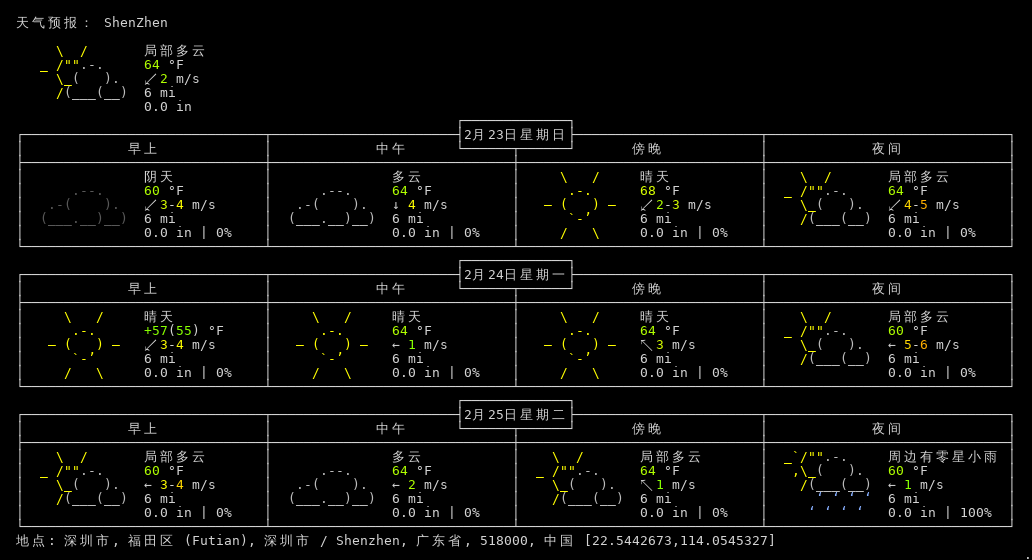 天气预报： ShenZhen
局部多云
64 °F
↙2 m/s
6 mi
0.0 in
2月23日星期日
早上 中午 傍晚 夜间
阴天 多云 晴天 局部多云
60 °F 64 °F 68 °F 64 °F
↙3-4 m/s ↓ 4 m/s ↙2-3 m/s ↙4-5 m/s
6 mi 6 mi 6 mi 6 mi
0.0 in | 0% 0.0 in | 0% 0.0 in | 0% 0.0 in | 0%
2月24日星期一
早上 中午 傍晚 夜间
晴天 晴天 晴天 局部多云
+57(55) °F 64 °F 64 °F 60 °F
↙3-4 m/s ← 1 m/s ↖3 m/s ← 5-6 m/s
6 mi 6 mi 6 mi 6 mi
0.0 in | 0% 0.0 in | 0% 0.0 in | 0% 0.0 in | 0%
2月25日星期二
早上 中午 傍晚 夜间
局部多云 多云 局部多云 周边有零星小雨
60 °F 64 °F 64 °F 60 °F
← 3-4 m/s ← 2 m/s ↖1 m/s ← 1 m/s
6 mi 6 mi 6 mi 6 mi
0.0 in | 0% 0.0 in | 0% 0.0 in | 0% 0.0 in | 100%
地点: 深圳市, 福田区 (Futian), 深圳市 / Shenzhen, 广东省, 518000, 中国 [22.5442673,114.0545327]